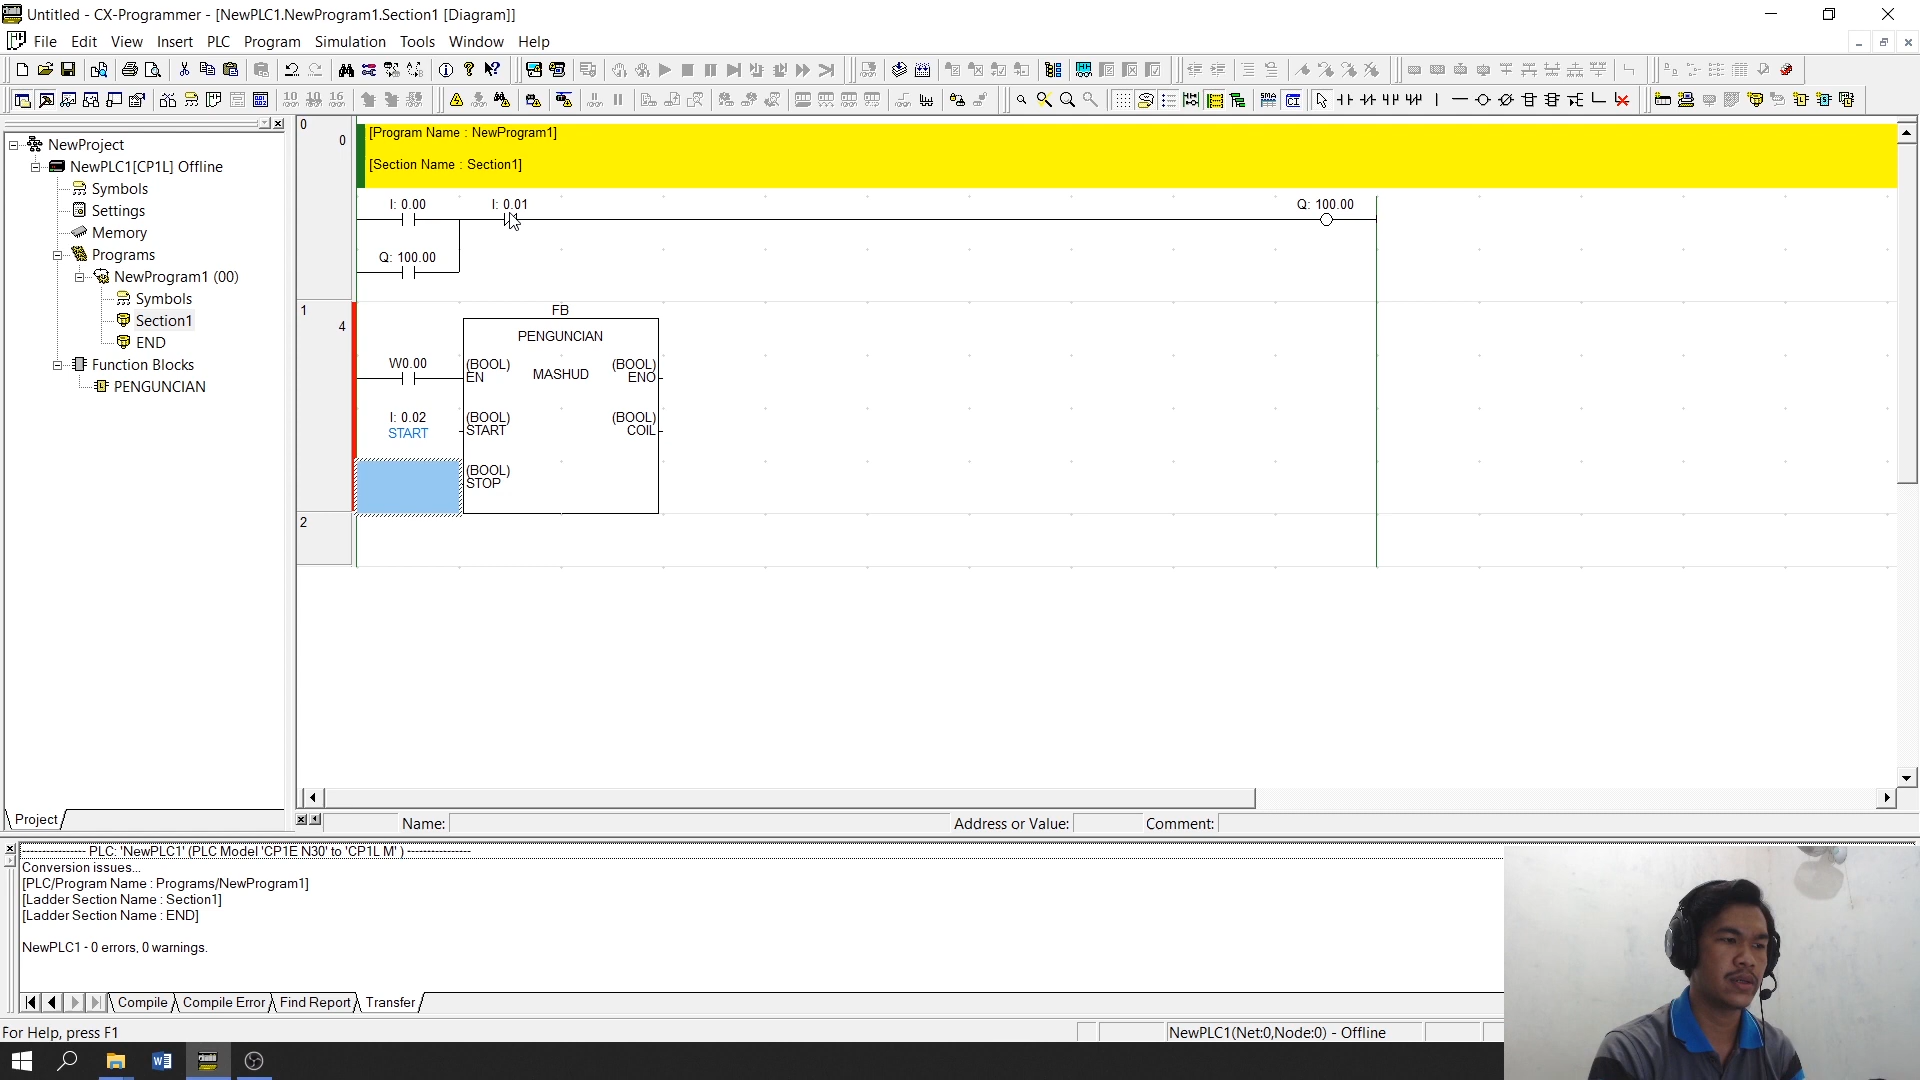 Untitled - CX-Programmer - [NewPLC1.NewProgram1.Section1 [Diagram]]
File Edit View Insert PLC Program Simulation Tools Window Help
10 10 16
NewProject
NewPLC1[CP1L] Offline
Symbols
Settings
Memory
Programs
NewProgram1 (00)
Symbols
Section1
END
Function Blocks
PENGUNCIAN
Project
0
0
[Program Name : NewProgram1]
[Section Name : Section1]
I: 0.00
I: 0.01
Q: 100.00
Q: 100.00
1
4
FB
PENGUNCIAN
W0.00
(BOOL)
EN
MASHUD
(BOOL)
ENO
I: 0.02
START
(BOOL)
START
(BOOL)
COIL
(BOOL)
STOP
2
Name:
Address or Value:
Comment:
PLC: 'NewPLC1' (PLC Model 'CP1E N30' to 'CP1L M' )
Conversion issues...
[PLC/Program Name : Programs/NewProgram1]
[Ladder Section Name : Section1]
[Ladder Section Name : END]
NewPLC1 - 0 errors, 0 warnings.
Compile Compile Error Find Report Transfer
For Help, press F1
NewPLC1(Net:0,Node:0) - Offline